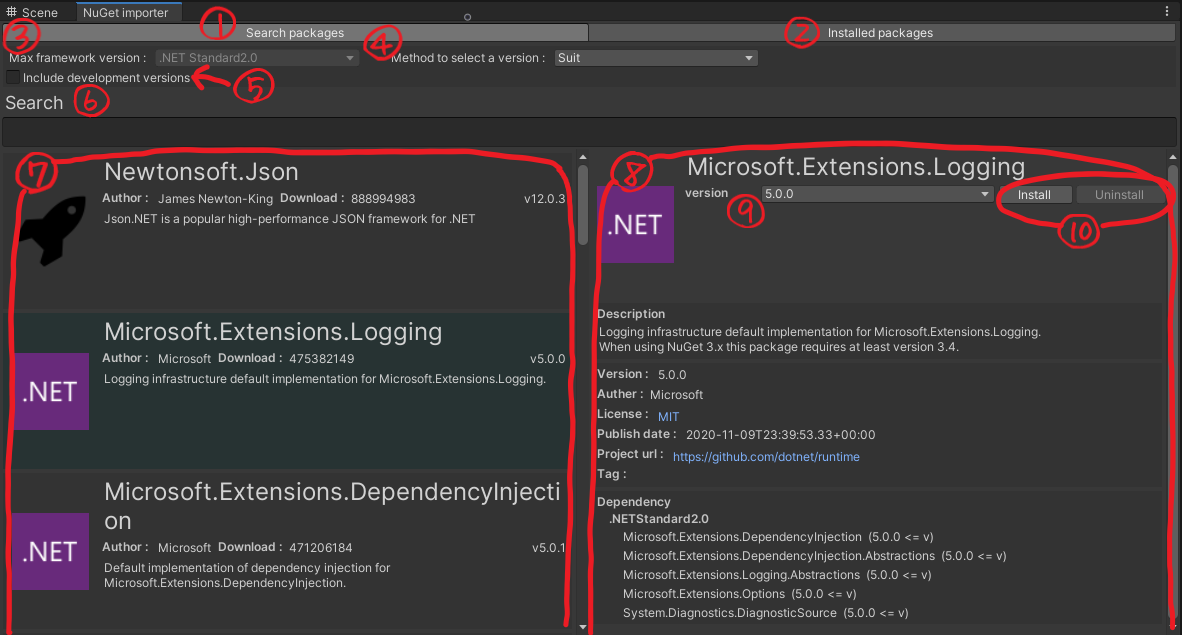 Scene NuGet importer
① Search packages ② Installed packages
③ ④
Max framework version : .NET Standard2.0 Method to select a version : Suit
Include development versions ⑤
Search ⑥
⑦
Newtonsoft.Json
Author : James Newton-King Download : 888994983 v12.0.3
Json.NET is a popular high-performance JSON framework for .NET
Microsoft.Extensions.Logging
Author : Microsoft Download : 475382149 v5.0.0
.NET
Logging infrastructure default implementation for Microsoft.Extensions.Logging.
Microsoft.Extensions.DependencyInjecti
on
Author : Microsoft Download : 471206184 v5.0.1
.NET
Default implementation of dependency injection for
Microsoft.Extensions.DependencyInjection.
⑧
Microsoft.Extensions.Logging
version ⑨ 5.0.0 Install Uninstall
⑩
.NET
Description
Logging infrastructure default implementation for Microsoft.Extensions.Logging.
When using NuGet 3.x this package requires at least version 3.4.
Version : 5.0.0
Auther : Microsoft
License : MIT
Publish date : 2020-11-09T23:39:53.33+00:00
Project url : https://github.com/dotnet/runtime
Tag :
Dependency
.NETStandard2.0
Microsoft.Extensions.DependencyInjection (5.0.0 <= v)
Microsoft.Extensions.DependencyInjection.Abstractions (5.0.0 <= v)
Microsoft.Extensions.Logging.Abstractions (5.0.0 <= v)
Microsoft.Extensions.Options (5.0.0 <= v)
System.Diagnostics.DiagnosticSource (5.0.0 <= v)